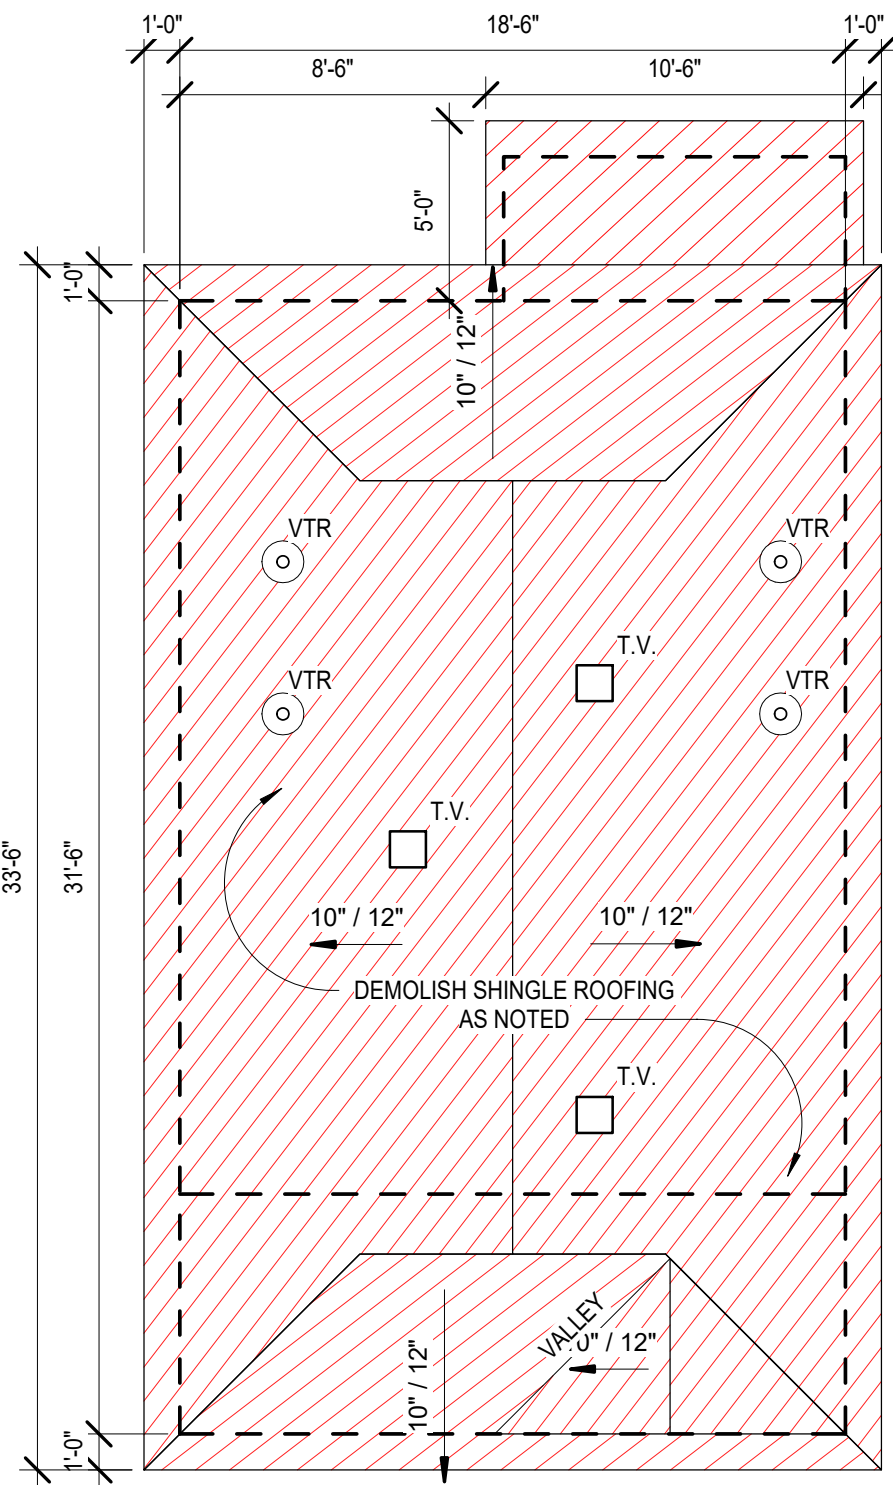 1'-0"
18'-6"
1'-0"
8'-6"
10'-6"
5'-0"
1'-0"
10" / 12"
VTR
VTR
T.V.
VTR
VTR
T.V.
33'-6"
31'-6"
10" / 12"
10" / 12"
DEMOLISH SHINGLE ROOFING
AS NOTED
T.V.
VALLEY
0" / 12"
10" / 12"
1'-0"